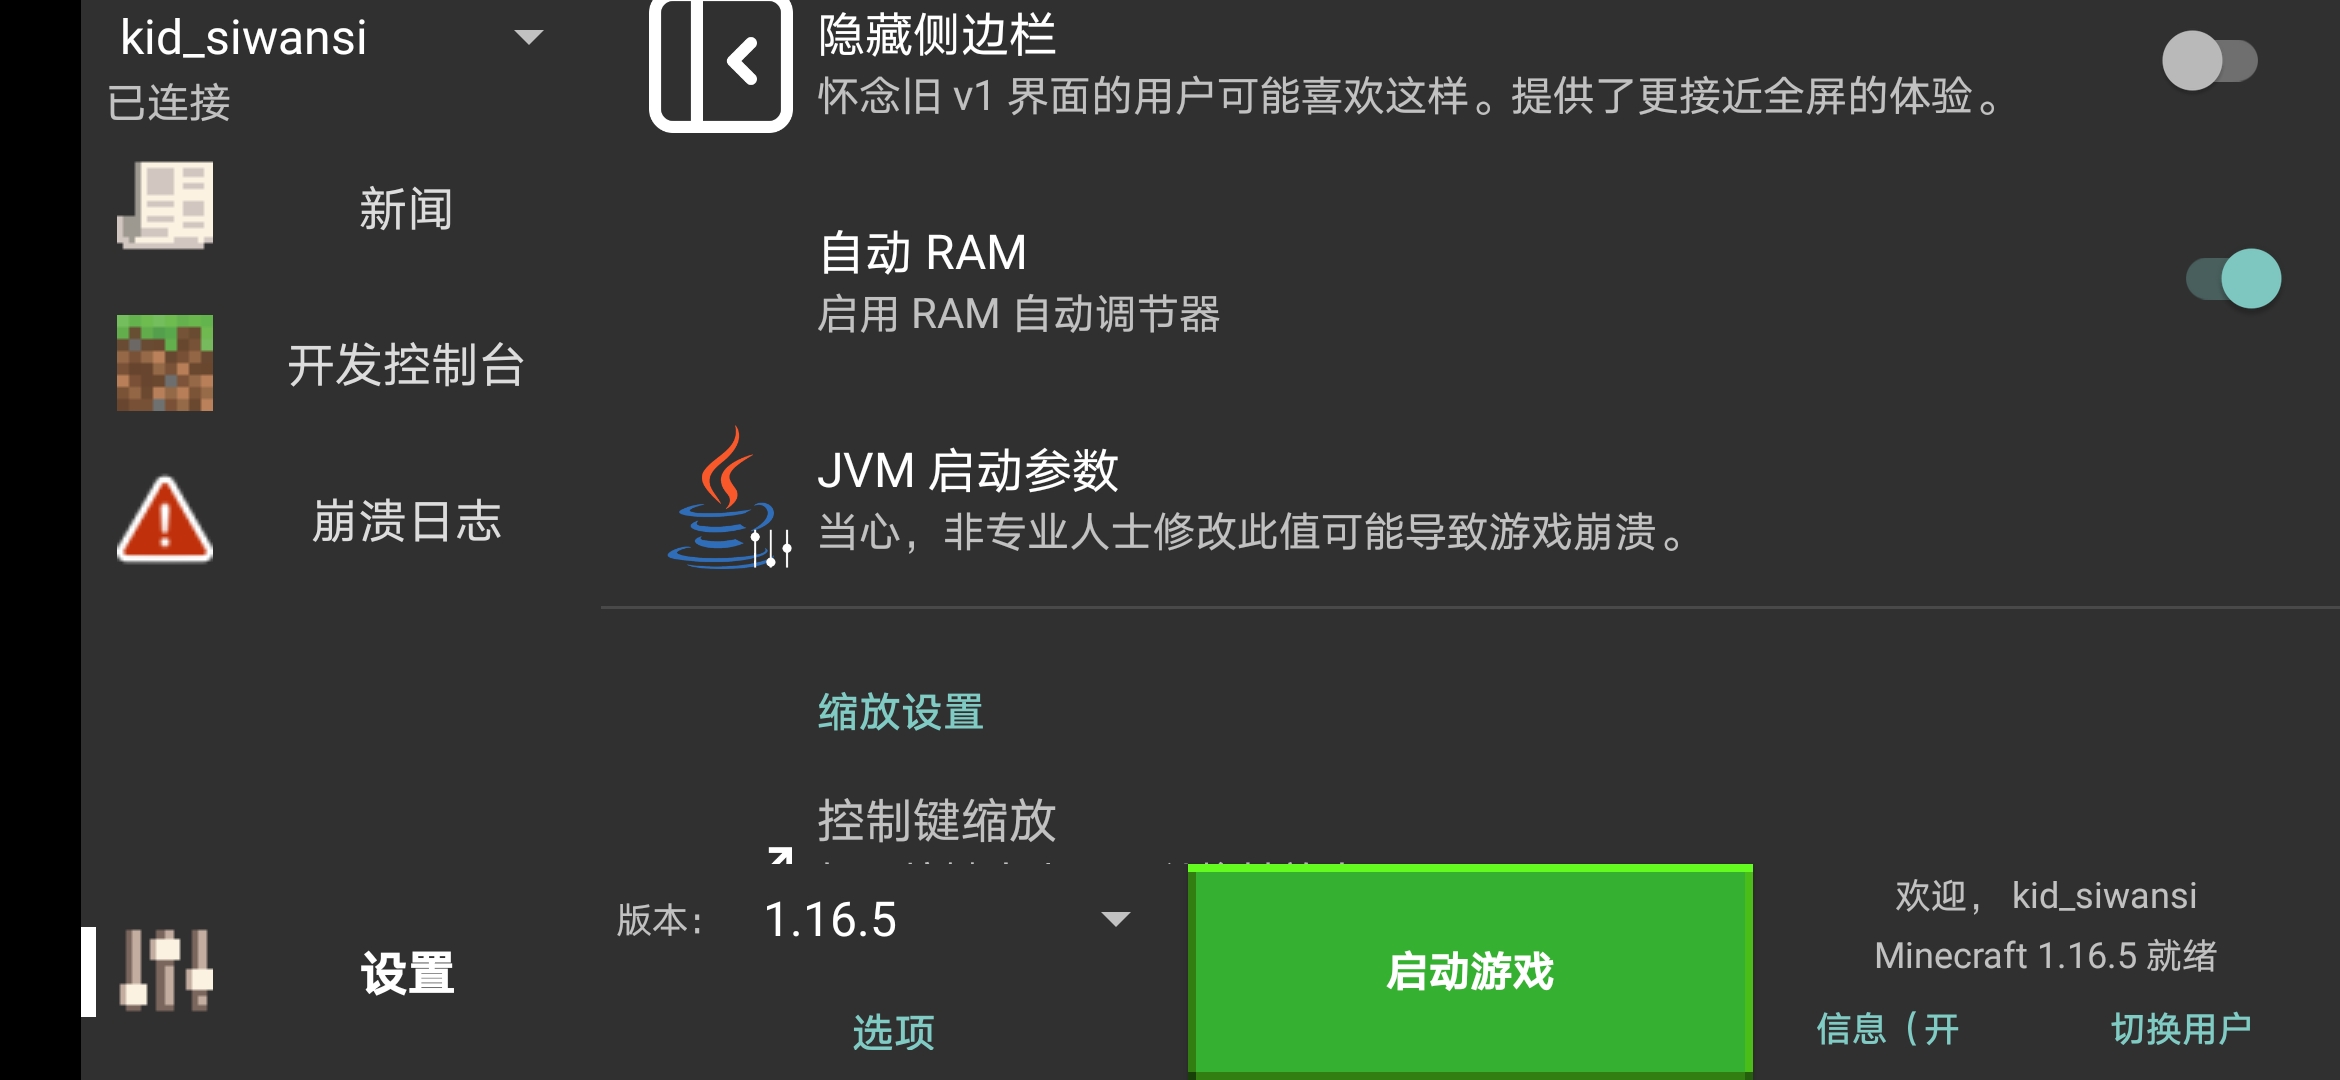 kid_siwansi
已连接
新闻
开发控制台
崩溃日志
设置
隐藏侧边栏
怀念旧 v1 界面的用户可能喜欢这样。提供了更接近全屏的体验。
自动 RAM
启用 RAM 自动调节器
JVM 启动参数
当心，非专业人士修改此值可能导致游戏崩溃。
缩放设置
控制键缩放
版本: 1.16.5
选项
启动游戏
欢迎， kid_siwansi
Minecraft 1.16.5 就绪
信息（开
切换用户